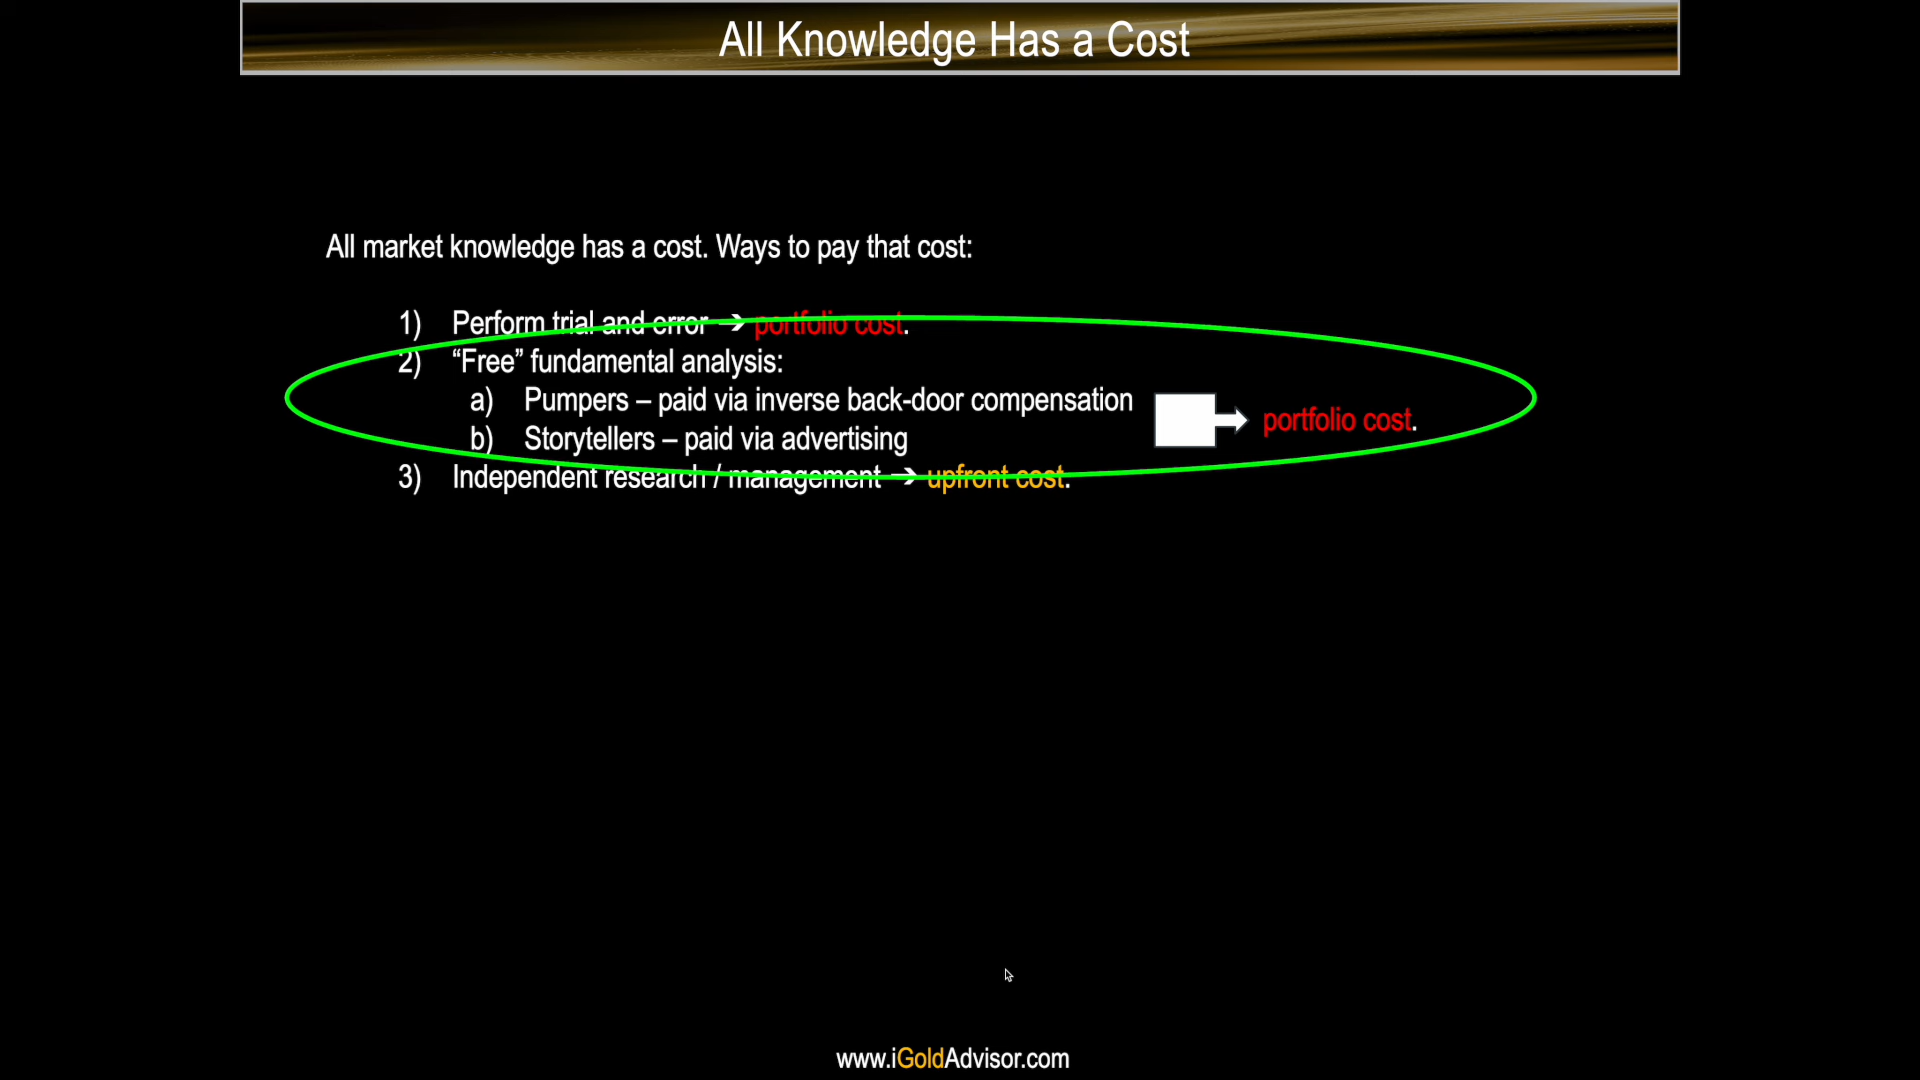 All Knowledge Has a Cost
All market knowledge has a cost. Ways to pay that cost:
1) Perform trial and error ➔ portfolio cost.
2) “Free” fundamental analysis:
a) Pumpers – paid via inverse back-door compensation
portfolio cost.
b) Storytellers – paid via advertising
3) Independent research / management ➔ upfront cost.
www.iGoldAdvisor.com